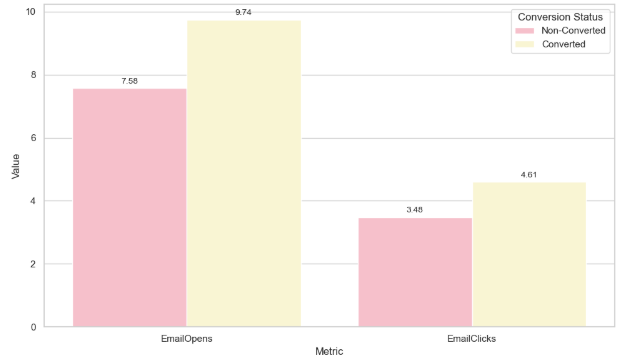 Conversion Status
Non-Converted
Converted
10
8
6
4
2
0
Value
7.58
9.74
3.48
4.61
EmailOpens
EmailClicks
Metric